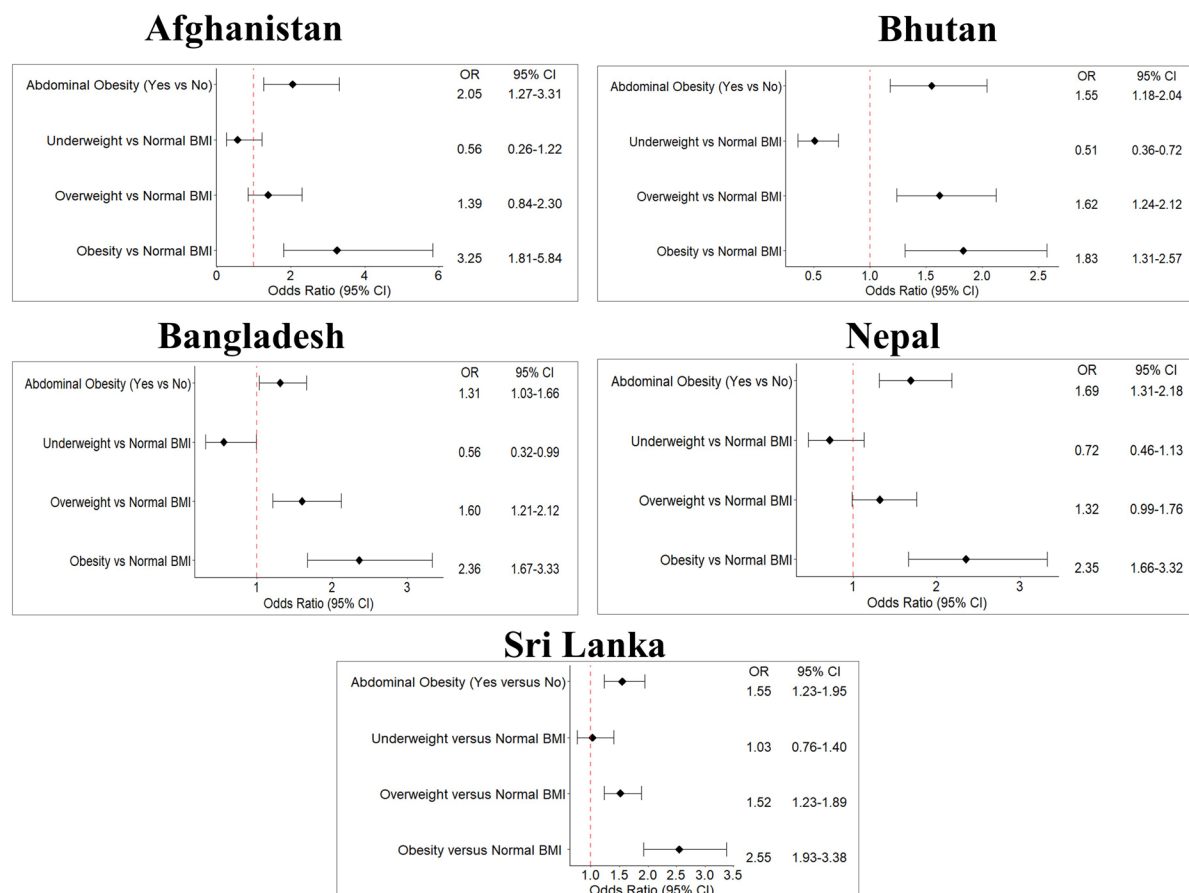 Afghanistan
OR 95% CI
Abdominal Obesity (Yes vs No) 2.05 1.27-3.31
Underweight vs Normal BMI 0.56 0.26-1.22
Overweight vs Normal BMI 1.39 0.84-2.30
Obesity vs Normal BMI 3.25 1.81-5.84
0 2 4 6
Odds Ratio (95% CI)
Bhutan
OR 95% CI
Abdominal Obesity (Yes vs No) 1.55 1.18-2.04
Underweight vs Normal BMI 0.51 0.36-0.72
Overweight vs Normal BMI 1.62 1.24-2.12
Obesity vs Normal BMI 1.83 1.31-2.57
0.5 1.0 1.5 2.0 2.5
Odds Ratio (95% CI)
Bangladesh
OR 95% CI
Abdominal Obesity (Yes vs No) 1.31 1.03-1.66
Underweight vs Normal BMI 0.56 0.32-0.99
Overweight vs Normal BMI 1.60 1.21-2.12
Obesity vs Normal BMI 2.36 1.67-3.33
1 2 3
Odds Ratio (95% CI)
Nepal
OR 95% CI
Abdominal Obesity (Yes vs No) 1.69 1.31-2.18
Underweight vs Normal BMI 0.72 0.46-1.13
Overweight vs Normal BMI 1.32 0.99-1.76
Obesity vs Normal BMI 2.35 1.66-3.32
1 2 3
Odds Ratio (95% CI)
Sri Lanka
OR 95% CI
Abdominal Obesity (Yes versus No) 1.55 1.23-1.95
Underweight versus Normal BMI 1.03 0.76-1.40
Overweight versus Normal BMI 1.52 1.23-1.89
Obesity versus Normal BMI 2.55 1.93-3.38
1.0 1.5 2.0 2.5 3.0 3.5
Odds Ratio (95% CI)